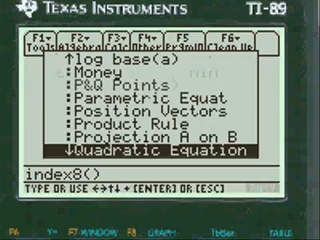 TEXAS INSTRUMENTS TI-89
F1 F2 F3 F4 F5 F6
Tools Algebra Calc Other PrgmIO Clean Up
↑log base(a)
:Money
:P&Q Points)
:Parametric Equat
:Position Vectors
:Product Rule
:Projection A on B
↓Quadratic Equation
index8()
TYPE OR USE ←→↑↓ + [ENTER] OR [ESC]
F6 Y= F7 WINDOW F8 GRAPH TblSet TABLE